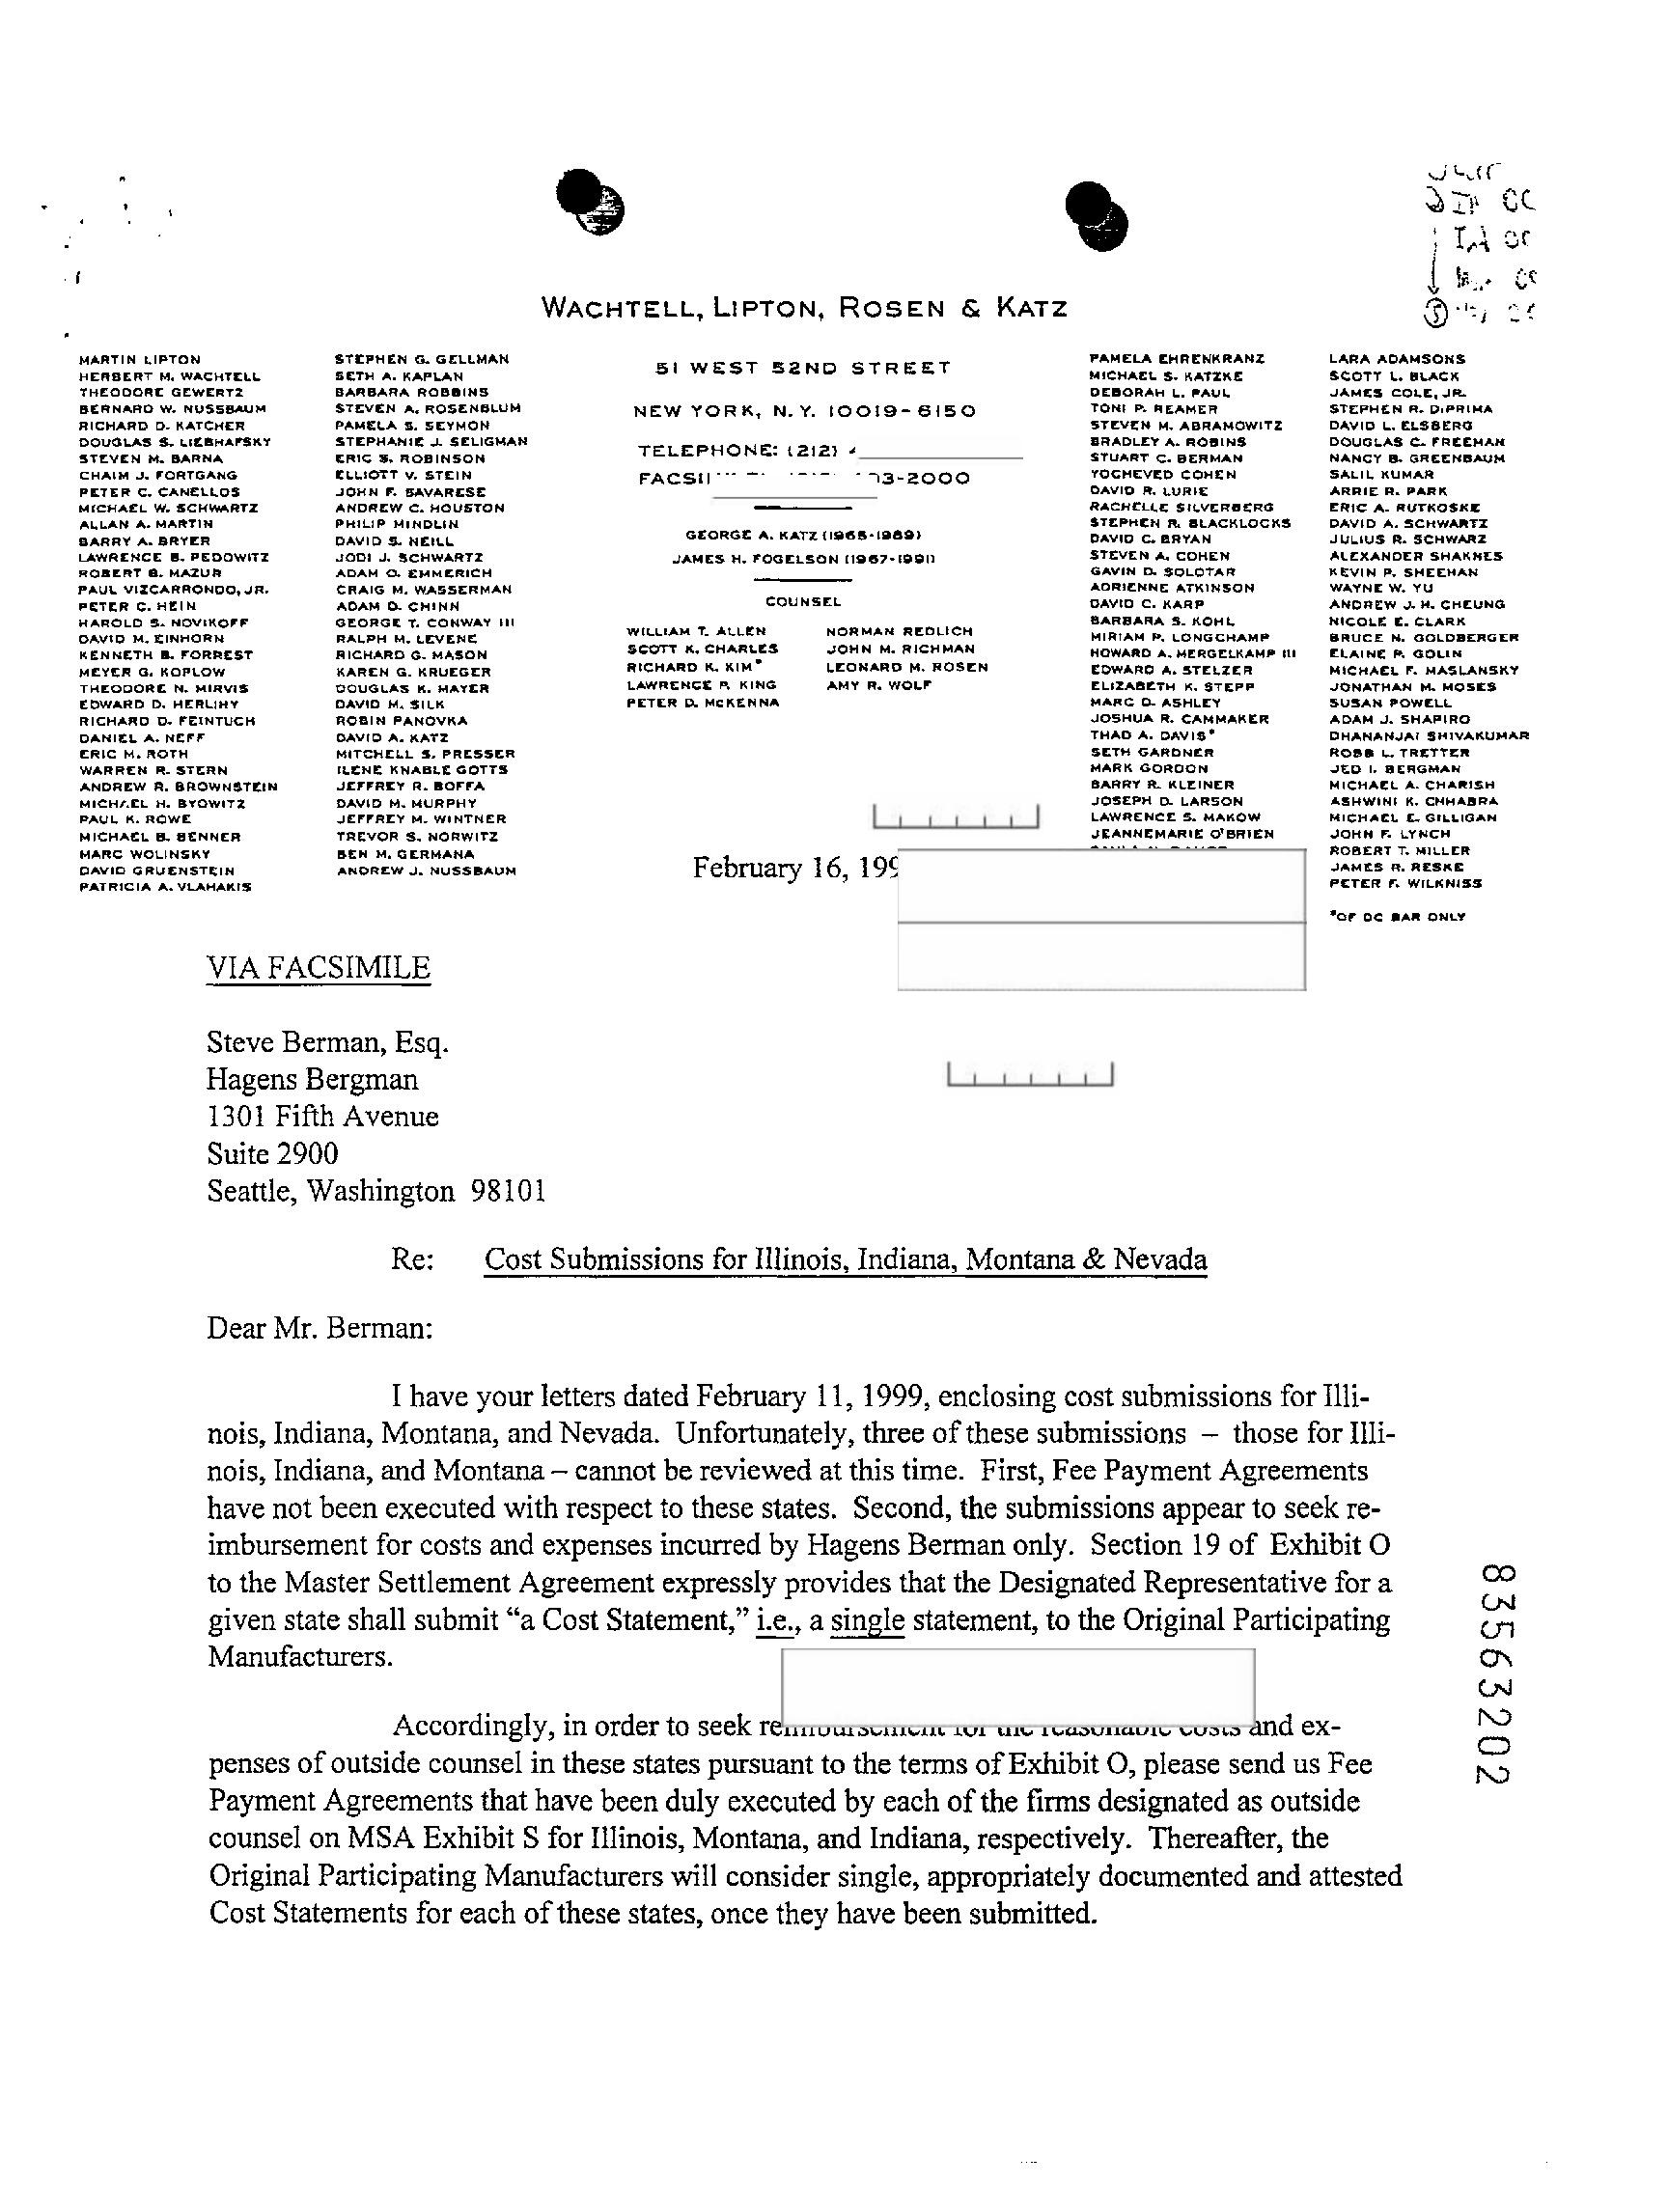 WACHTELL, LIPTON, ROSEN & KATZ
MARTIN LIPTON
HERBERT M. WACHTELL
THEODORE GEWERTZ
BERNARD W. NUSSBAUM
RICHARD D. KATCHER
DOUGLAS S. LIEBHAFSKY
STEVEN M. BARNA
CHAIM J. FORTGANG
PETER C. CANELLOS
MICHAEL W. SCHWARTZ
ALLAN A. MARTIN
BARRY A. BRYER
LAWRENCE B. PEDOWITZ
ROBERT B. MAZUR
PAUL VIZCARRONDO, JR.
PETER C. HEIN
HAROLD S. NOVIKOFF
DAVID M. EINHORN
KENNETH B. FORREST
MEYER G. KOPLOW
THEODORE N. MIRVIS
EDWARD D. HERLIHY
RICHARD D. FEINTUCH
DANIEL A. NEFF
ERIC M. ROTH
WARREN R. STERN
ANDREW R. BROWNSTEIN
MICHAEL H. BYOWITZ
PAUL K. ROWE
MICHAEL B. BENNER
MARC WOLINSKY
DAVID GRUENSTEIN
PATRICIA A. VLAHAKIS
STEPHEN G. GELLMAN
SETH A. KAPLAN
BARBARA ROBBINS
STEVEN A. ROSENBLUM
PAMELA S. SEYMON
STEPHANIE J. SELIGMAN
ERIC S. ROBINSON
ELLIOTT V. STEIN
JOHN F. SAVARESE
ANDREW C. HOUSTON
PHILIP MINDLIN
DAVID S. NEILL
JODI J. SCHWARTZ
ADAM O. EMMERICH
CRAIG M. WASSERMAN
ADAM D. CHINN
GEORGE T. CONWAY III
RALPH M. LEVENE
RICHARD G. MASON
KAREN G. KRUEGER
DOUGLAS K. MAYER
DAVID M. SILK
ROBIN PANOVKA
DAVID A. KATZ
MITCHELL S. PRESSER
ILENE KNABLE GOTTS
JEFFREY R. BOFFA
DAVID M. MURPHY
JEFFREY M. WINTNER
TREVOR S. NORWITZ
BEN M. GERMANA
ANDREW J. NUSSBAUM
51 WEST 52ND STREET
NEW YORK, N.Y. 10019-6150
TELEPHONE: (212)
FACSI 3-2000
GEORGE A. KATZ (1965-1989)
JAMES H. FOGELSON (1967-1991)
COUNSEL
WILLIAM T. ALLEN
SCOTT K. CHARLES
RICHARD K. KIM*
LAWRENCE P. KING
PETER D. McKENNA
NORMAN REDLICH
JOHN M. RICHMAN
LEONARD M. ROSEN
AMY R. WOLF
PAMELA EHRENKRANZ
MICHAEL S. KATZKE
DEBORAH L. PAUL
TONI P. REAMER
STEVEN M. ABRAMOWITZ
BRADLEY A. ROBINS
STUART C. BERMAN
YOCHEVED COHEN
DAVID R. LURIE
RACHELLE SILVERBERG
STEPHEN R. BLACKLOCKS
DAVID C. BRYAN
STEVEN A. COHEN
GAVIN D. SOLOTAR
ADRIENNE ATKINSON
DAVID C. KARP
BARBARA S. KOHL
MIRIAM P. LONGCHAMP
HOWARD A. MERGELKAMP III
EDWARD A. STELZER
ELIZABETH K. STEPP
MARC D. ASHLEY
JOSHUA R. CAMMAKER
THAD A. DAVIS*
SETH GARDNER
MARK GORDON
BARRY R. KLEINER
JOSEPH D. LARSON
LAWRENCE S. MAKOW
JEANNEMARIE O'BRIEN
LARA ADAMSONS
SCOTT L. BLACK
JAMES COLE, JR.
STEPHEN R. DiPRIMA
DAVID L. ELSBERG
DOUGLAS C. FREEMAN
NANCY B. GREENBAUM
SALIL KUMAR
ARRIE R. PARK
ERIC A. RUTKOSKE
DAVID A. SCHWARTZ
JULIUS R. SCHWARZ
ALEXANDER SHAKNES
KEVIN P. SHEEHAN
WAYNE W. YU
ANDREW J. H. CHEUNG
NICOLE E. CLARK
BRUCE N. GOLDBERGER
ELAINE P. GOLIN
MICHAEL F. MASLANSKY
JONATHAN M. MOSES
SUSAN POWELL
ADAM J. SHAPIRO
DHANANJAI SHIVAKUMAR
ROBB L. TRETTER
JED I. BERGMAN
MICHAEL A. CHARISH
ASHWINI K. CHHABRA
MICHAEL E. GILLIGAN
JOHN F. LYNCH
ROBERT T. MILLER
JAMES R. RESKE
PETER F. WILKNISS
*OF DC BAR ONLY
February 16, 199
VIA FACSIMILE
Steve Berman, Esq.
Hagens Bergman
1301 Fifth Avenue
Suite 2900
Seattle, Washington 98101
Re: Cost Submissions for Illinois, Indiana, Montana & Nevada
Dear Mr. Berman:
I have your letters dated February 11, 1999, enclosing cost submissions for Illi-
nois, Indiana, Montana, and Nevada. Unfortunately, three of these submissions – those for Illi-
nois, Indiana, and Montana – cannot be reviewed at this time. First, Fee Payment Agreements
have not been executed with respect to these states. Second, the submissions appear to seek re-
imbursement for costs and expenses incurred by Hagens Berman only. Section 19 of Exhibit O
to the Master Settlement Agreement expressly provides that the Designated Representative for a
given state shall submit “a Cost Statement,” i.e., a single statement, to the Original Participating
Manufacturers.
Accordingly, in order to seek reimbursement for the reasonable costs and ex-
penses of outside counsel in these states pursuant to the terms of Exhibit O, please send us Fee
Payment Agreements that have been duly executed by each of the firms designated as outside
counsel on MSA Exhibit S for Illinois, Montana, and Indiana, respectively. Thereafter, the
Original Participating Manufacturers will consider single, appropriately documented and attested
Cost Statements for each of these states, once they have been submitted.
83563202